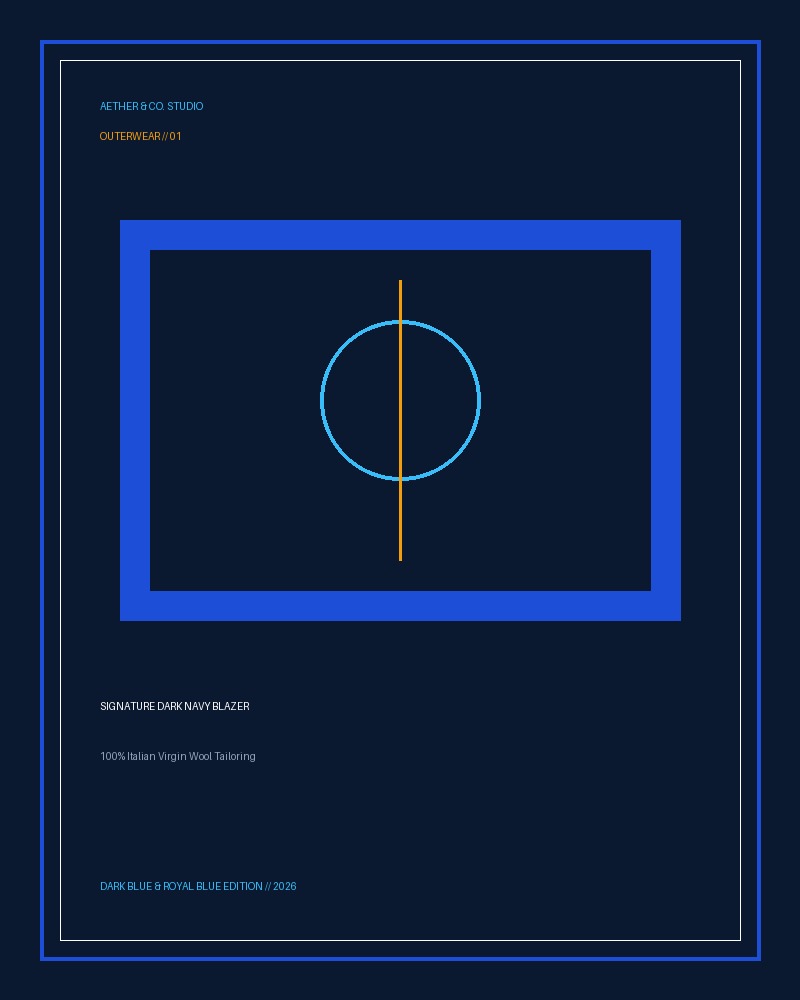 AETHER & CO. STUDIO
OUTERWEAR // 01
SIGNATURE DARK NAVY BLAZER
100% Italian Virgin Wool Tailoring
DARK BLUE & ROYAL BLUE EDITION // 2026